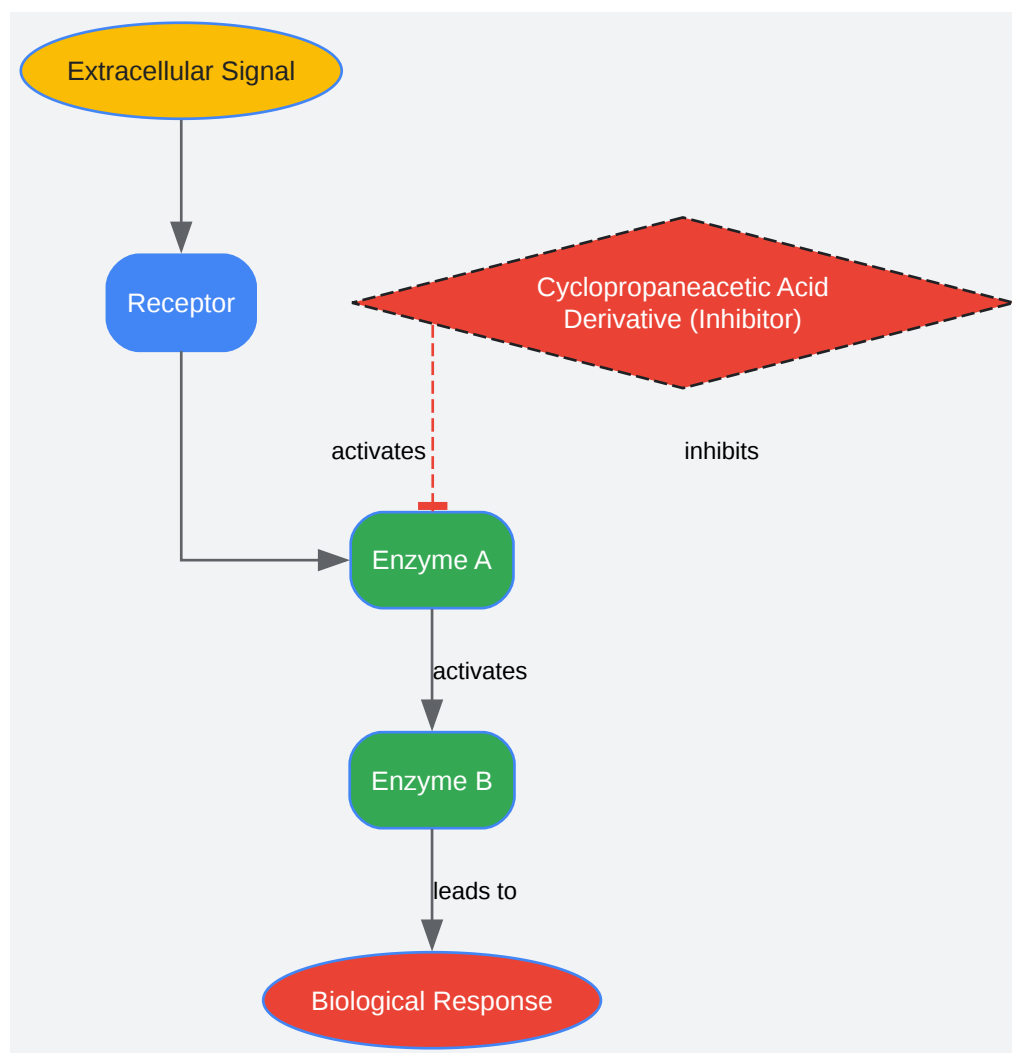 Extracellular Signal
Receptor
Cyclopropaneacetic Acid
Derivative (Inhibitor)
activates
inhibits
Enzyme A
activates
Enzyme B
leads to
Biological Response